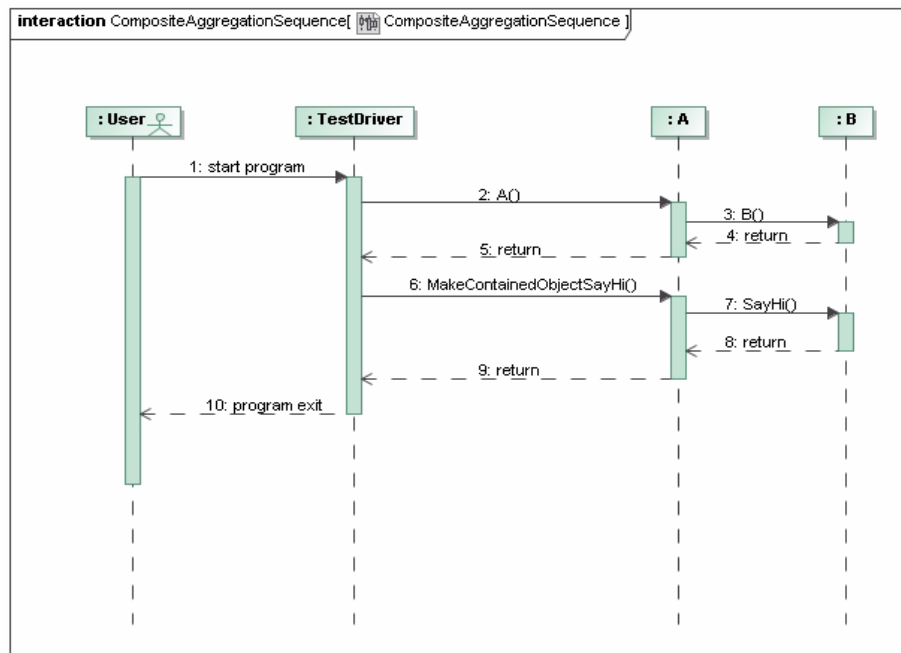 interaction CompositeAggregationSequence[ CompositeAggregationSequence ]
: User
: TestDriver
: A
: B
1: start program
2: A()
3: B()
4: return
5: return
6: MakeContainedObjectSayHi()
7: SayHi()
8: return
9: return
10: program exit